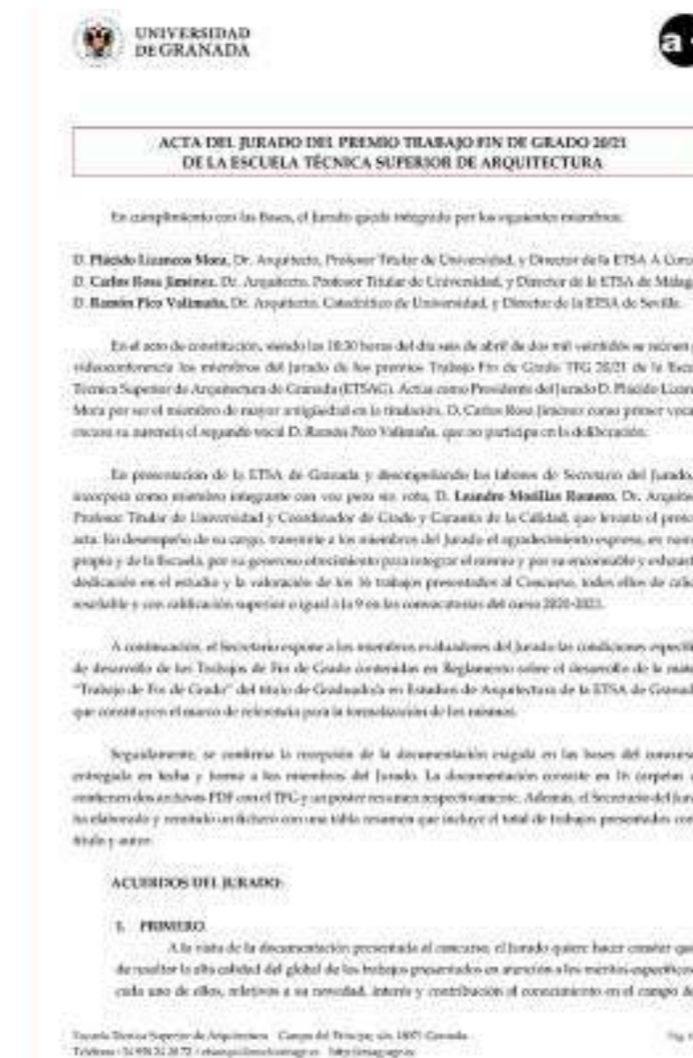 UNIVERSIDAD
DE GRANADA
a
ACTA DEL JURADO DEL PREMIO TRABAJO FIN DE GRADO 20/21
DE LA ESCUELA TÉCNICA SUPERIOR DE ARQUITECTURA
En cumplimiento con las Bases, el Jurado queda integrado por los siguientes miembros:
D. Plácido Lizancos Mora, Dr. Arquitecto, Profesor Titular de Universidad, y Director de la ETSA A
D. Carlos Rosa Jiménez, Dr. Arquitecto, Profesor Titular de Universidad, y Director de la ETSA de
D. Ramón Pico Valimaña, Dr. Arquitecto, Catedrático de Universidad, y Director de la ETSA de Sevilla.
En el acto de constitución, siendo las 18:30 horas del día seis de abril de dos mil veintidós se reúnen
videoconferencia los miembros del Jurado de los premios Trabajo Fin de Grado TFG 20/21 de la
Técnica Superior de Arquitectura de Granada (ETSAG). Actúa como Presidente del Jurado D. Plácido
Mora por ser el miembro de mayor antigüedad en la titulación, D. Carlos Rosa Jiménez como primer
excusa su ausencia el segundo vocal D. Ramón Pico Valimaña, que no participa en la deliberación.
En presentación de la ETSA de Granada y desempeñando las labores de Secretario del Jurado,
incorpora como miembro integrante con voz pero sin voto, D. Leandro Morillas Romero, Dr.
Profesor Titular de Universidad y Coordinador de Grado y Garantía de la Calidad, que levanta el
acta. En desempeño de su cargo, transmite a los miembros del Jurado el agradecimiento expreso, en
propio y de la Escuela, por su generoso ofrecimiento para integrar el mismo y por su encomiable y
dedicación en el estudio y la valoración de los 16 trabajos presentados al Concurso, todos ellos de
reseñable y con calificación superior o igual a la 9 en las convocatorias del curso 2020-2021.
A continuación, el Secretario expone a los miembros evaluadores del Jurado las condiciones
de desarrollo de los Trabajos de Fin de Grado contenidas en Reglamento sobre el desarrollo de la
"Trabajo de Fin de Grado" del título de Graduado/a en Estudios de Arquitectura de la ETSA de
que constituyen el marco de referencia para la formalización de los mismos.
Seguidamente, se confirma la recepción de la documentación exigida en las bases del
entregada en fecha y forma a los miembros del Jurado. La documentación consiste en 16 carpetas
contienen dos archivos PDF con el TFG y un poster resumen respectivamente. Además, el Secretario del
ha elaborado y remitido un fichero con una tabla resumen que incluye el total de trabajos presentados
título y autor.
ACUERDOS DEL JURADO:
1. PRIMERO.
A la vista de la documentación presentada al concurso, el Jurado quiere hacer constar
de resaltar la alta calidad del global de los trabajos presentados en atención a los méritos
cada uno de ellos, relativos a su novedad, interés y contribución al conocimiento en el campo
Escuela Técnica Superior de Arquitectura Campo del Príncipe, s/n. 18071 Granada